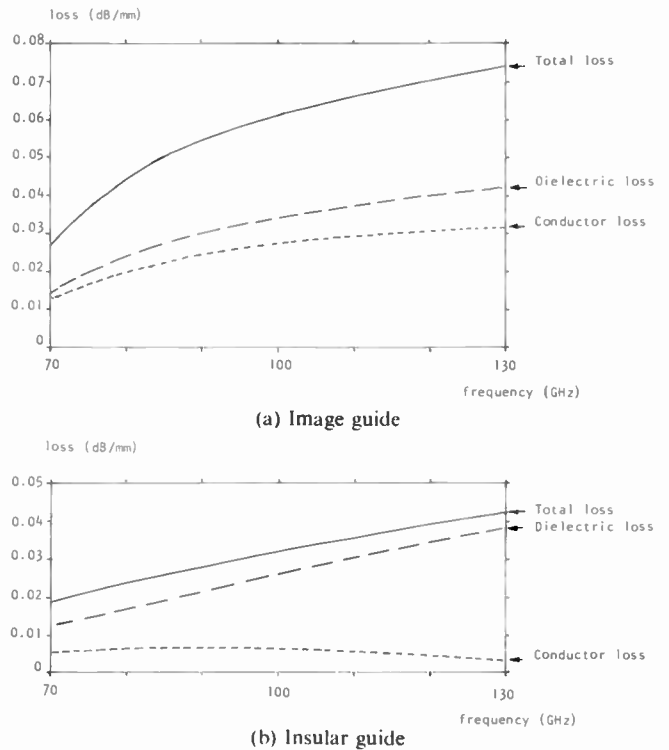 loss (dB/mm)
0.08
0.07
0.06
0.05
0.04
0.03
0.02
0.01
0
Total loss
Dielectric loss
Conductor loss
70
100
130
frequency (GHz)
(a) Image guide
loss (dB/mm)
0.05
0.04
0.03
0.02
0.01
0
Total loss
Dielectric loss
Conductor loss
70
100
130
frequency (GHz)
(b) Insular guide